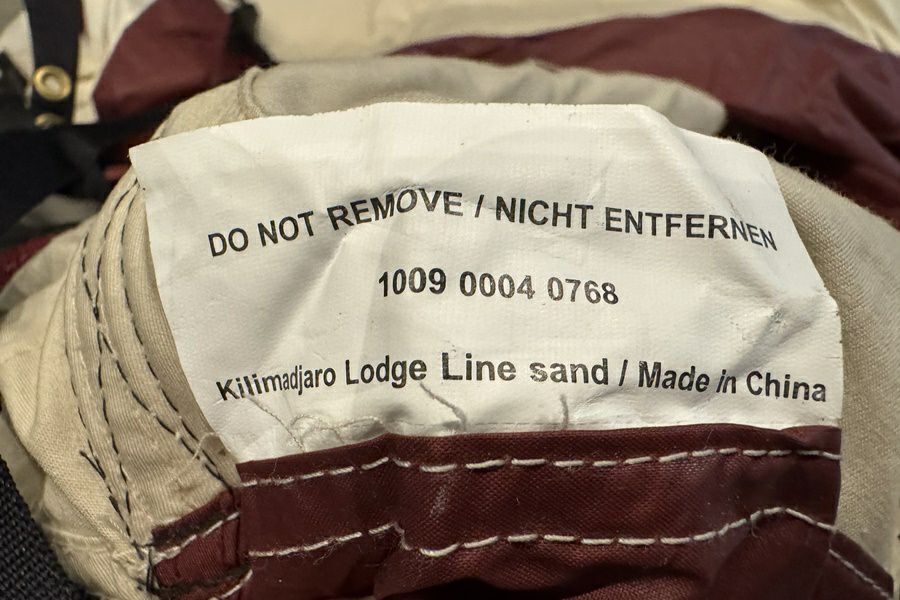 DO NOT REMOVE / NICHT ENTFERNEN
1009 0004 0768
Kilimadjaro Lodge Line sand / Made in China